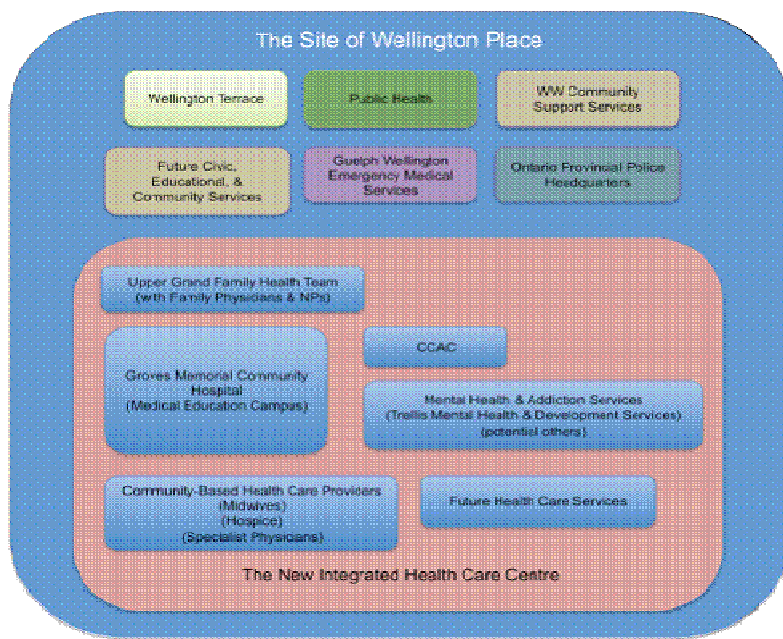 The Site of Wellington Place
Wellington Terrace
Public Health
WW Community
Support Services
Future Civic,
Educational, &
Community Services
Guelph Wellington
Emergency Medical
Services
Ontario Provincial Police
Headquarters
Upper Grand Family Health Team
(with Family Physicians & NPs)
Groves Memorial Community
Hospital
(Medical Education Campus)
CCAC
Mental Health & Addiction Services
(Trellis Mental Health & Development Services)
(potential others)
Community-Based Health Care Providers
(Midwives)
(Hospice)
(Specialist Physicians)
Future Health Care Services
The New Integrated Health Care Centre